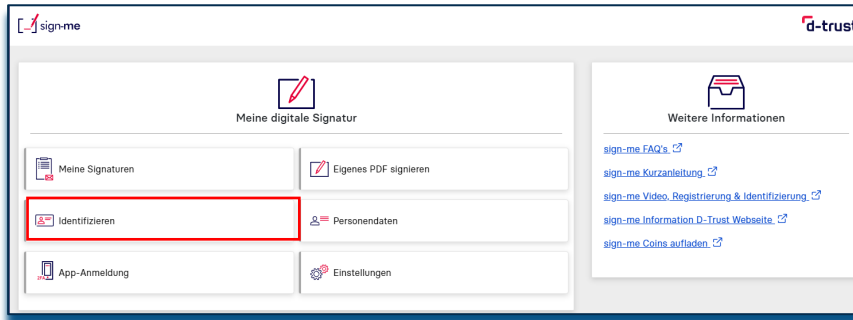 sign-me
d-trust
Meine digitale Signatur
Meine Signaturen
Eigenes PDF signieren
Identifizieren
Personendaten
App-Anmeldung
Einstellungen
Weitere Informationen
sign-me FAQ's
sign-me Kurzanleitung
sign-me Video, Registrierung & Identifizierung
sign-me Information D-Trust Webseite
sign-me Coins aufladen